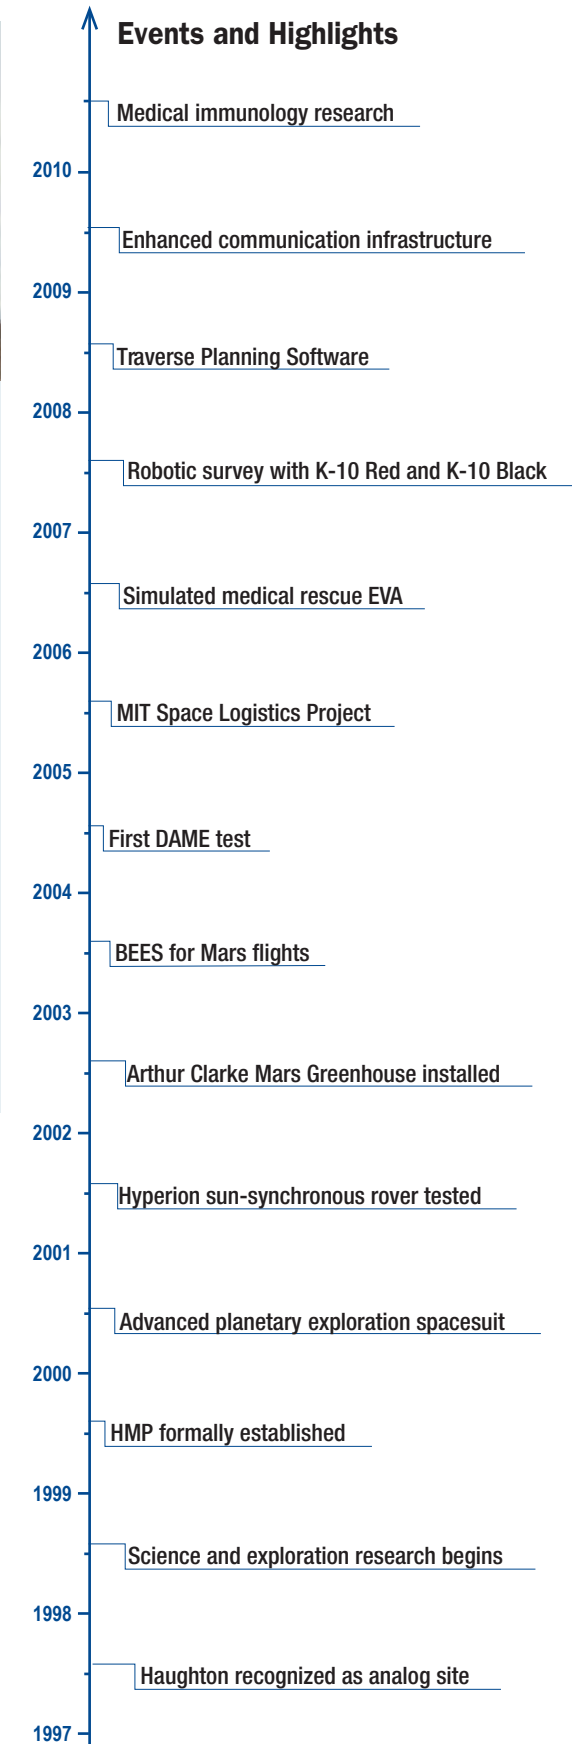 Events and Highlights
Medical immunology research
2010
Enhanced communication infrastructure
2009
Traverse Planning Software
2008
Robotic survey with K-10 Red and K-10 Black
2007
Simulated medical rescue EVA
2006
MIT Space Logistics Project
2005
First DAME test
2004
BEES for Mars flights
2003
Arthur Clarke Mars Greenhouse installed
2002
Hyperion sun-synchronous rover tested
2001
Advanced planetary exploration spacesuit
2000
HMP formally established
1999
Science and exploration research begins
1998
Haughton recognized as analog site
1997